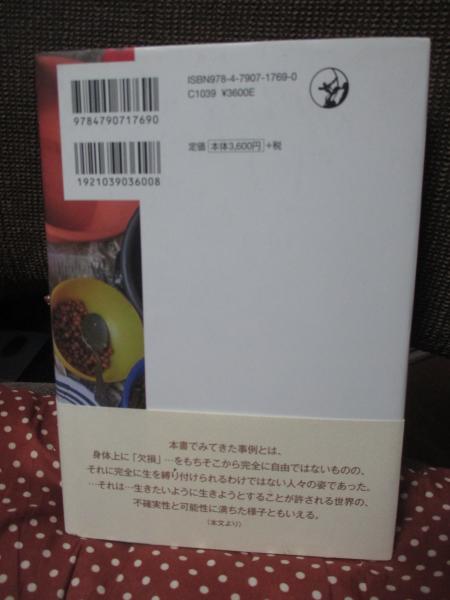 ISBN978-4-7907-1769-0
C1039 ¥3600E
9784790717690
定価 本体3,600円 +税
1921039036008
本書でみてきた事例とは、
身体上に「欠損」…をもちそこから完全に自由ではないものの、
それに完全に生を縛り付けられるわけではない人々の姿であった。
…それは…生きたいように生きようとすることが許される世界の、
不確実性と可能性に満ちた様子ともいえる。
(本文より)